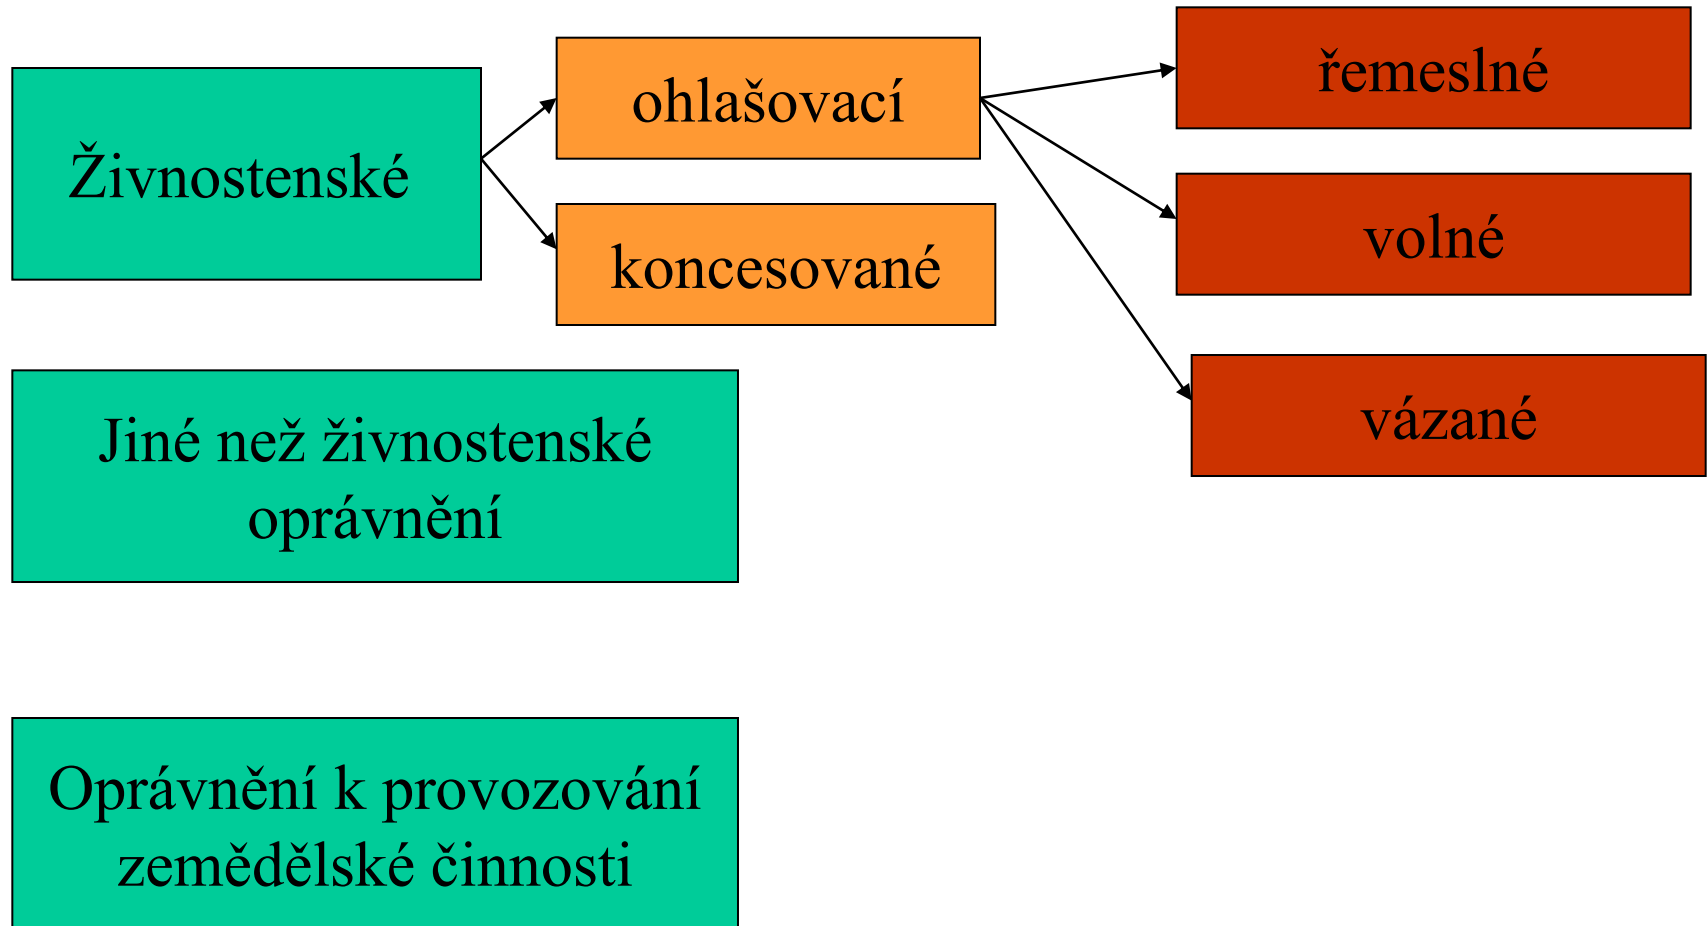 Živnostenské
ohlašovací
koncesované
řemeslné
volné
vázané
Jiné než živnostenské
oprávnění
Oprávnění k provozování
zemědělské činnosti